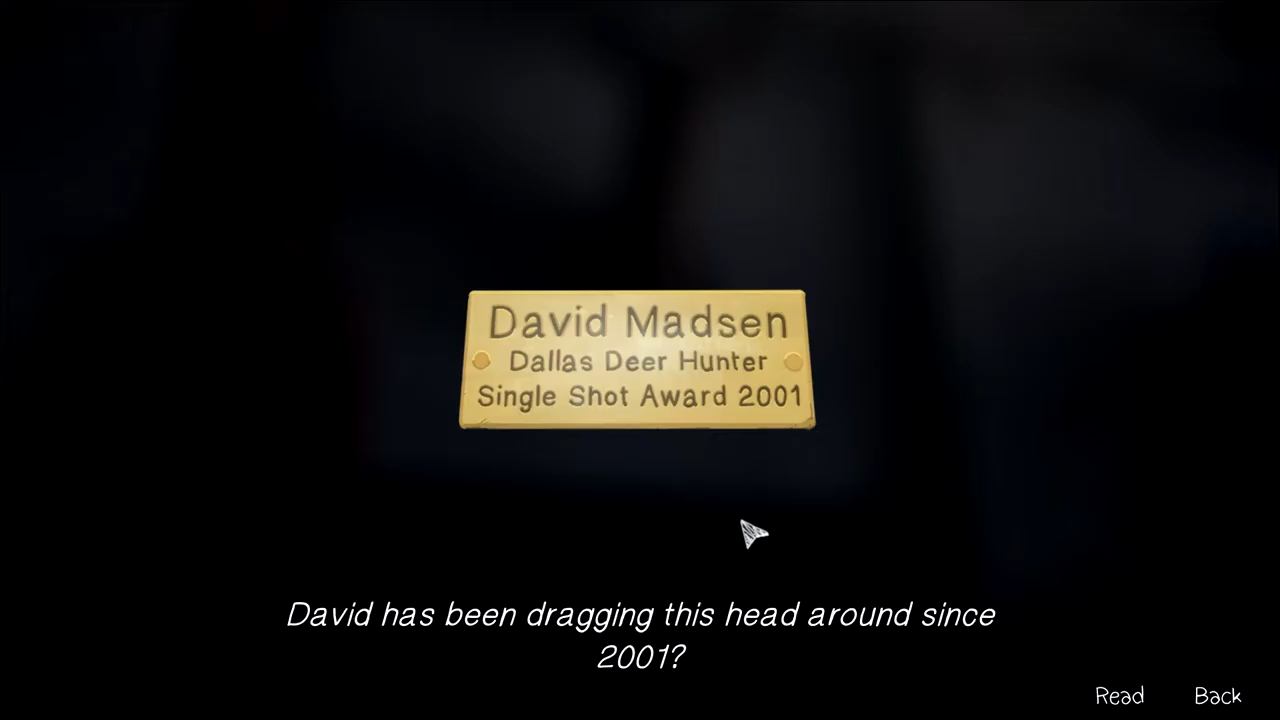 David Madsen
Dallas Deer Hunter
Single Shot Award 2001
David has been dragging this head around since
2001?
Read Back